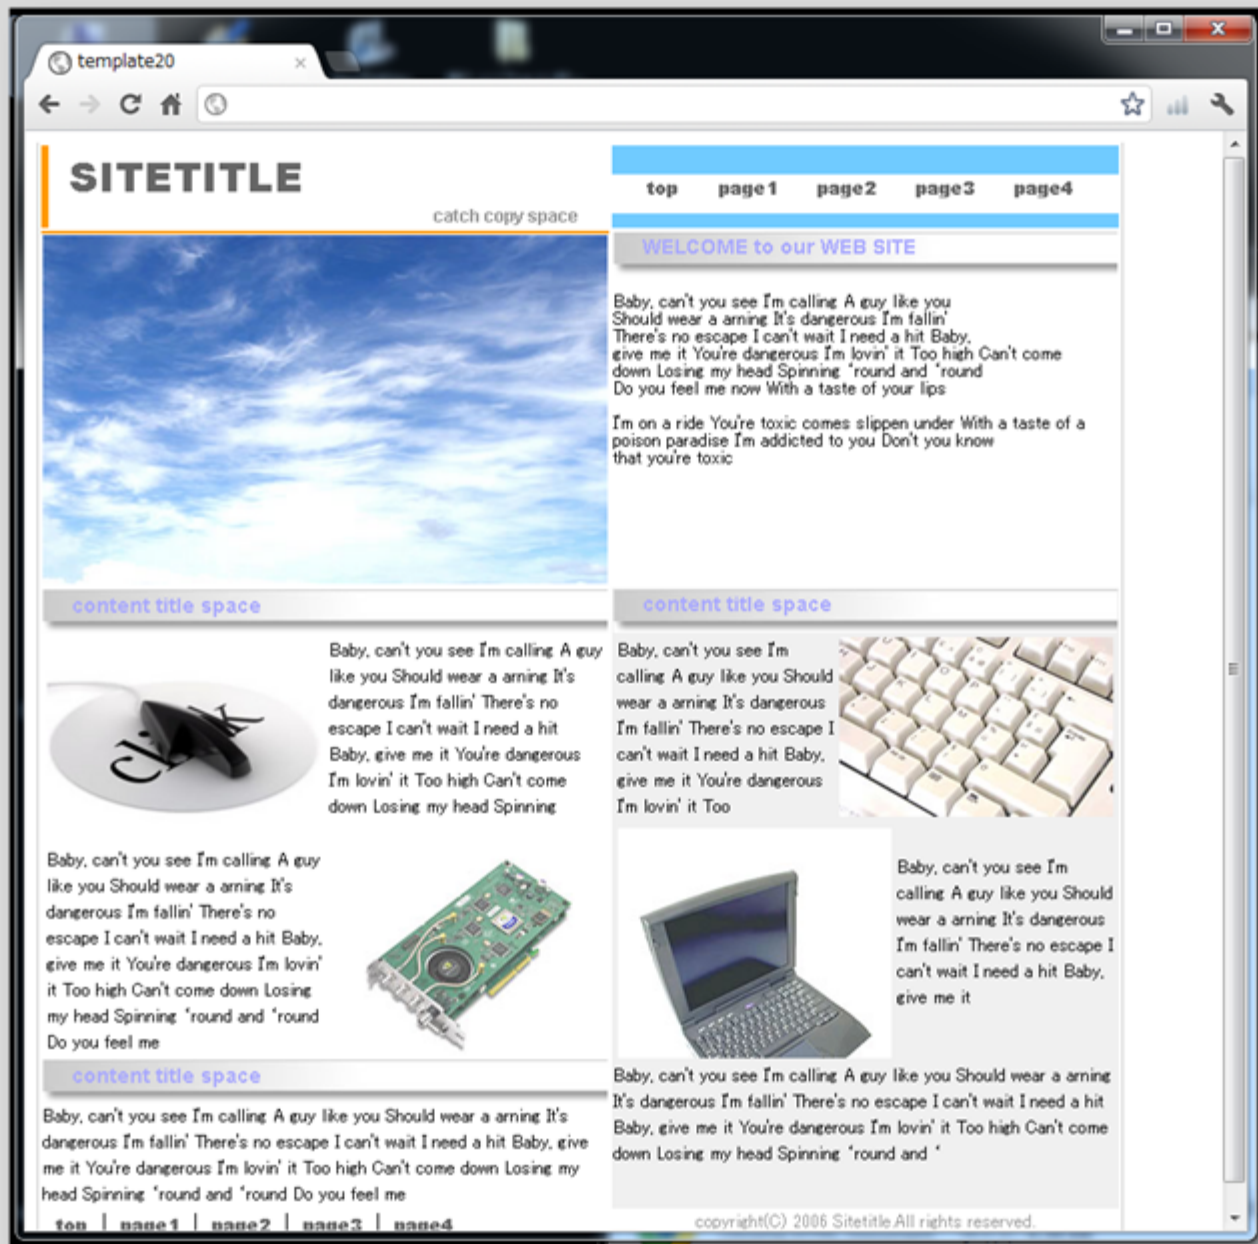 template20
SITETITLE
catch copy space
top page1 page2 page3 page4
WELCOME to our WEB SITE
Baby, can't you see I'm calling A guy like you
Should wear a arning It's dangerous I'm fallin'
There's no escape I can't wait I need a hit Baby,
give me it You're dangerous I'm lovin' it Too high Can't come
down Losing my head Spinning 'round and 'round
Do you feel me now With a taste of your lips
I'm on a ride You're toxic comes slippen under With a taste of a
poison paradise I'm addicted to you Don't you know
that you're toxic
content title space
Baby, can't you see I'm calling A guy
like you Should wear a arning It's
dangerous I'm fallin' There's no
escape I can't wait I need a hit
Baby, give me it You're dangerous
I'm lovin' it Too high Can't come
down Losing my head Spinning
Baby, can't you see I'm calling A guy
like you Should wear a arning It's
dangerous I'm fallin' There's no
escape I can't wait I need a hit Baby,
give me it You're dangerous I'm lovin'
it Too high Can't come down Losing
my head Spinning 'round and 'round
Do you feel me
content title space
Baby, can't you see I'm calling A guy like you Should wear a arning It's
dangerous I'm fallin' There's no escape I can't wait I need a hit Baby, give
me it You're dangerous I'm lovin' it Too high Can't come down Losing my
head Spinning 'round and 'round Do you feel me
top | page1 | page2 | page3 | page4
content title space
Baby, can't you see I'm
calling A guy like you Should
wear a arning It's dangerous
I'm fallin' There's no escape I
can't wait I need a hit Baby,
give me it You're dangerous
I'm lovin' it Too
Baby, can't you see I'm
calling A guy like you Should
wear a arning It's dangerous
I'm fallin' There's no escape I
can't wait I need a hit Baby,
give me it
Baby, can't you see I'm calling A guy like you Should wear a arning
It's dangerous I'm fallin' There's no escape I can't wait I need a hit
Baby, give me it You're dangerous I'm lovin' it Too high Can't come
down Losing my head Spinning 'round and '
copyright(C) 2006 Sitetitle All rights reserved.